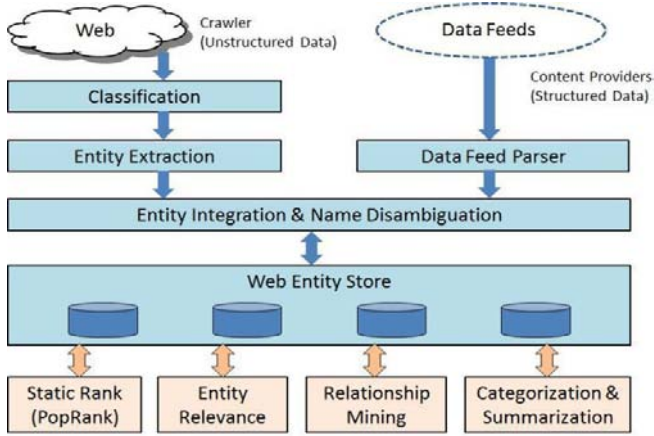 Web
Crawler
(Unstructured Data)
Data Feeds
Content Providers
(Structured Data)
Classification
Entity Extraction
Data Feed Parser
Entity Integration & Name Disambiguation
Web Entity Store
Static Rank
(PopRank)
Entity
Relevance
Relationship
Mining
Categorization &
Summarization